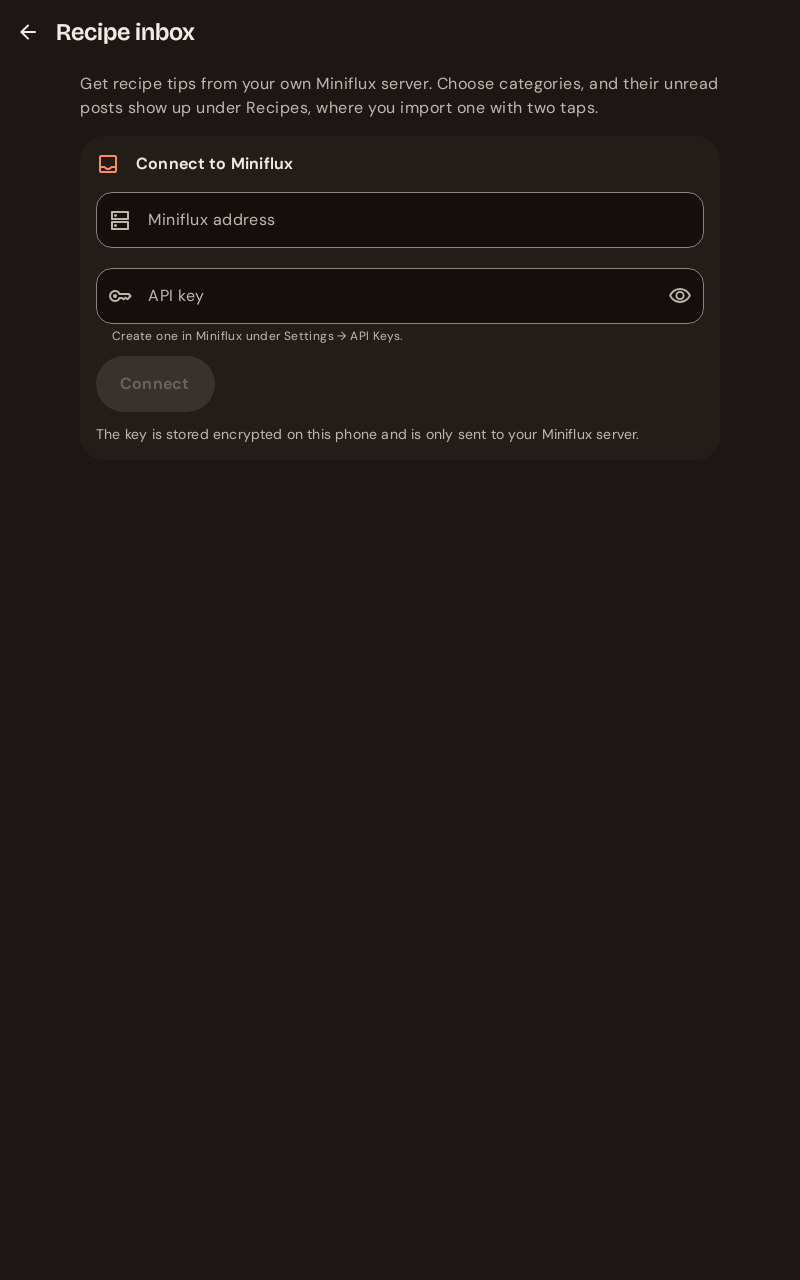 Recipe inbox
Get recipe tips from your own Miniflux server. Choose categories, and their unread
posts show up under Recipes, where you import one with two taps.
Connect to Miniflux
Miniflux address
API key
Create one in Miniflux under Settings → API Keys.
Connect
The key is stored encrypted on this phone and is only sent to your Miniflux server.